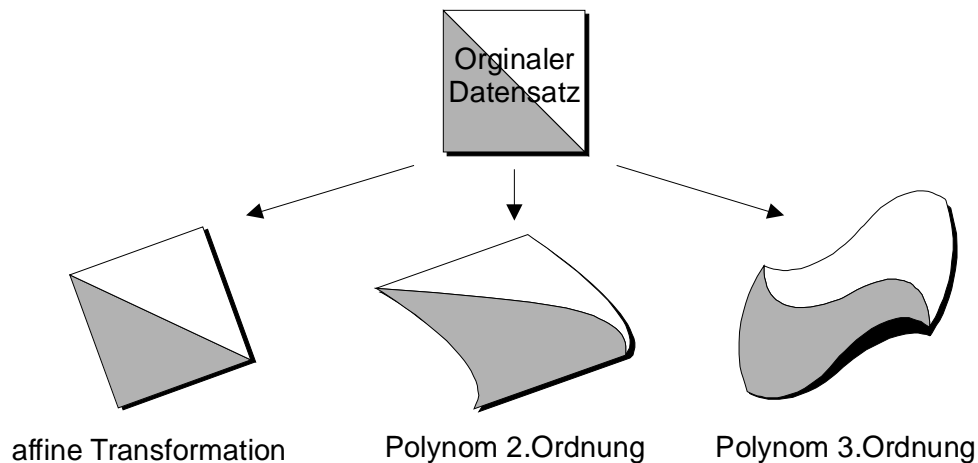 Orginaler
Datensatz
affine Transformation
Polynom 2.Ordnung
Polynom 3.Ordnung